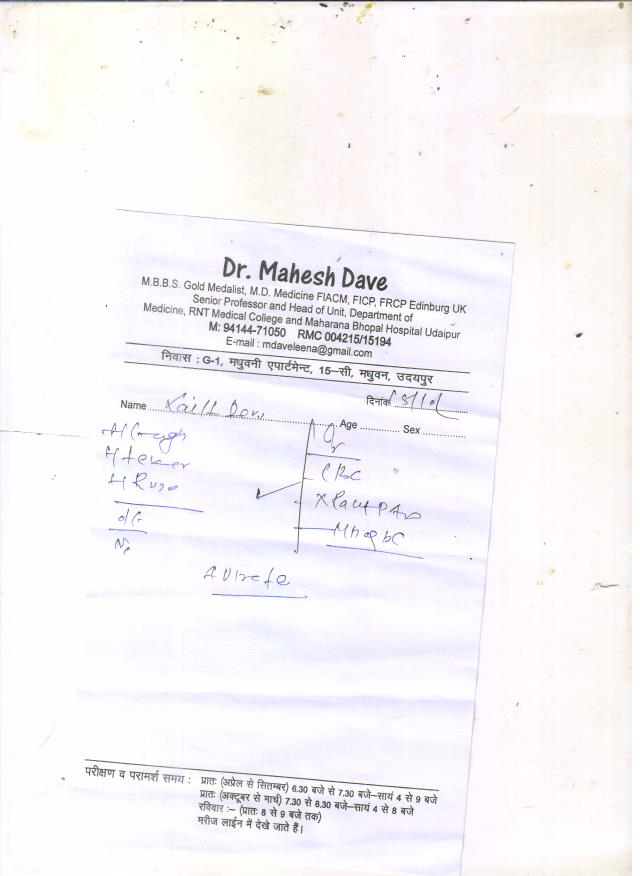 Dr. Mahesh Dave
M.B.B.S. Gold Medalist, M.D. Medicine FIACM, FICP, FRCP Edinburg UK
Senior Professor and Head of Unit, Department of
Medicine, RNT Medical College and Maharana Bhopal Hospital Udaipur
M: 94144-71050 RMC 004215/15194
E-mail : mdaveleena@gmail.com
निवास : G-1, मधुवनी एपार्टमेन्ट, 15–सी, मधुवन, उदयपुर
दिनांक
Name Age Sex
CBC
परीक्षण व परामर्श समय : प्रातः (अप्रेल से सितम्बर) 6.30 बजे से 7.30 बजे–सायं 4 से 9 बजे
प्रातः (अक्टूबर से मार्च) 7.30 से 8.30 बजे–सायं 4 से 8 बजे
रविवार :– (प्रातः 8 से 9 बजे तक)
मरीज लाईन में देखे जाते हैं।